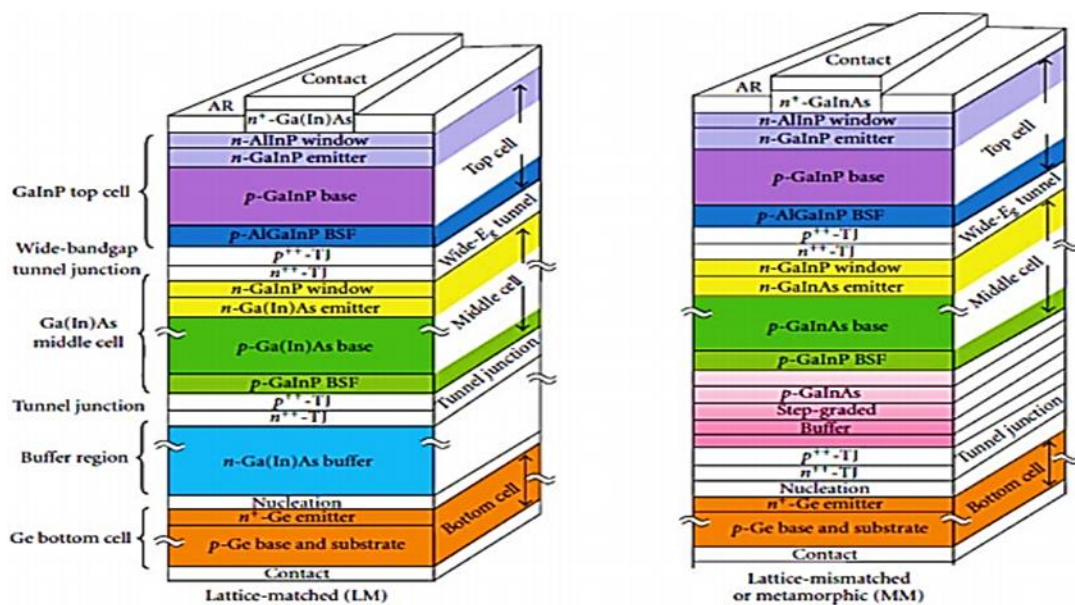 Contact
AR
n+-Ga(In)As
n-AlInP window
n-GaInP emitter
p-GaInP base
p-AlGaInP BSF
p++-TJ
n++-TJ
n-GaInP window
n-Ga(In)As emitter
p-Ga(In)As base
p-GaInP BSF
p++-TJ
n++-TJ
n-Ga(In)As buffer
Nucleation
n+-Ge emitter
p-Ge base and substrate
Contact
Lattice-matched (LM)
GaInP top cell
Wide-bandgap
tunnel junction
Ga(In)As
middle cell
Tunnel junction
Buffer region
Ge bottom cell
Top cell
Wide-Eg tunnel
Middle cell
Tunnel junction
Bottom cell
Contact
AR
n+-GaInAs
n-AlInP window
n-GaInP emitter
p-GaInP base
p-AlGaInP BSF
p++-TJ
n++-TJ
n-GaInP window
n-GaInAs emitter
p-GaInAs base
p-GaInP BSF
p-GaInAs
Step-graded
Buffer
p++-TJ
n++-TJ
Nucleation
n+-Ge emitter
p-Ge base and substrate
Contact
Lattice-mismatched
or metamorphic (MM)
Top cell
Wide-Eg tunnel
Middle cell
Tunnel junction
Bottom cell